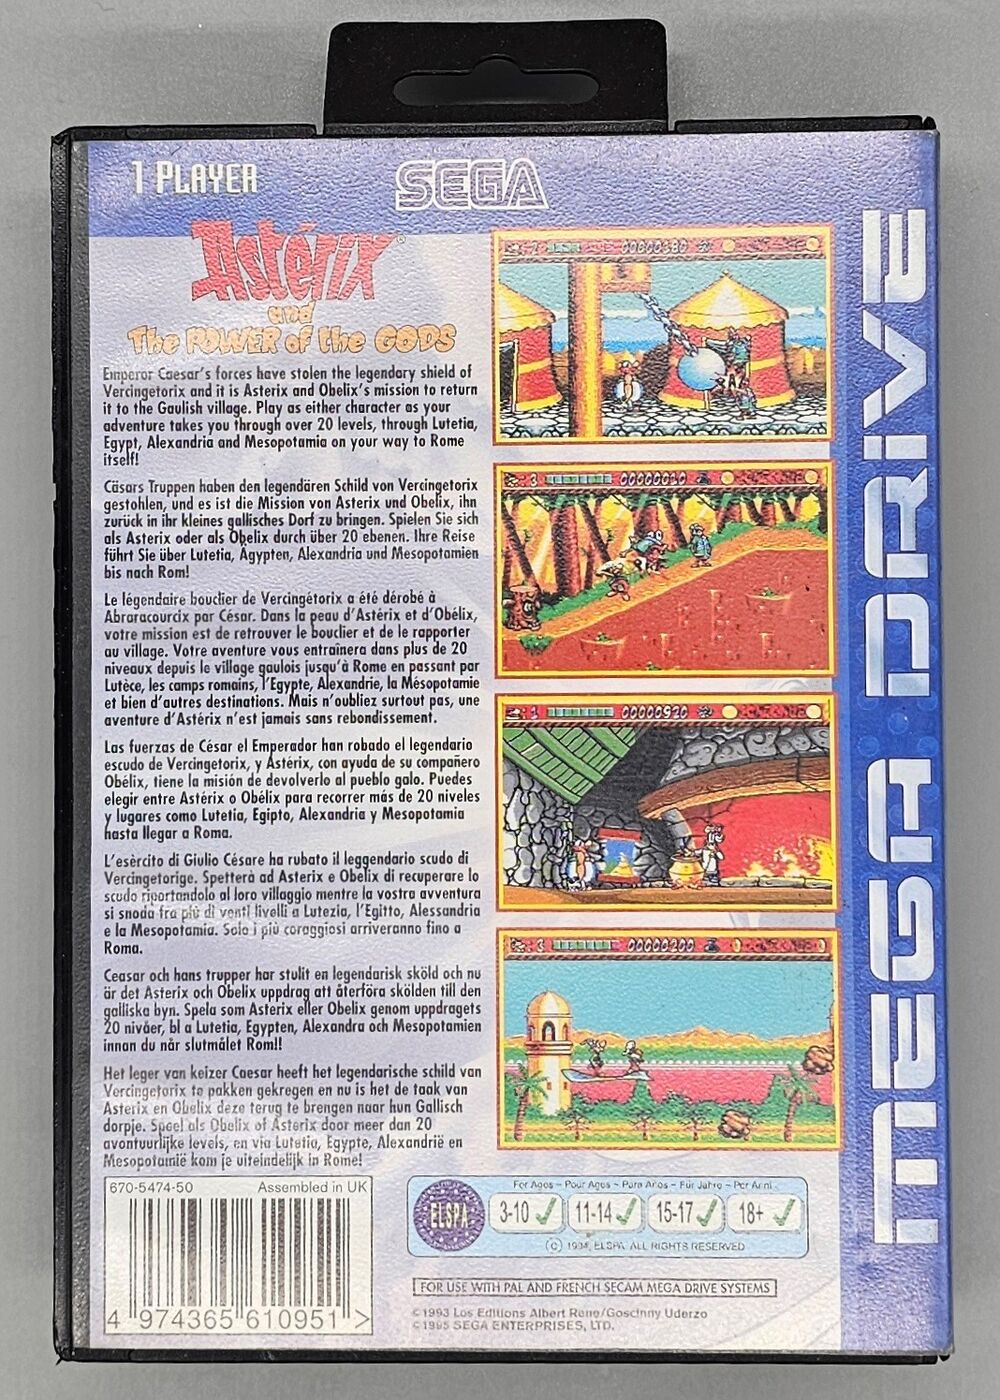 1 PLAYER
SEGA
Astérix®
and
The POWER of the GODS
Emperor Caesar's forces have stolen the legendary shield of
Vercingetorix and it is Asterix and Obelix's mission to return
it to the Gaulish village. Play as either character as your
adventure takes you through over 20 levels, through Lutetia,
Egypt, Alexandria and Mesopotamia on your way to Rome
itself!
Cäsars Truppen haben den legendären Schild von Vercingetorix
gestohlen, und es ist die Mission von Asterix und Obelix, ihn
zurück in ihr kleines gallisches Dorf zu bringen. Spielen Sie sich
als Asterix oder als Obelix durch über 20 ebenen. Ihre Reise
führt Sie über Lutetia, Ägypten, Alexandria und Mesopotamien
bis nach Rom!
Le légendaire bouclier de Vercingétorix a été dérobé à
Abraracourcix par César. Dans la peau d'Astérix et d'Obélix,
votre mission est de retrouver le bouclier et de le rapporter
au village. Votre aventure vous entraînera dans plus de 20
niveaux depuis le village gaulois jusqu'à Rome en passant par
Lutèce, les camps romains, l'Egypte, Alexandrie, la Mésopotamie
et bien d'autres destinations. Mais n'oubliez surtout pas, une
aventure d'Astérix n'est jamais sans rebondissement.
Las fuerzas de César el Emperador han robado el legendario
escudo de Vercingetorix, y Astérix, con ayuda de su compañero
Obélix, tiene la misión de devolverlo al pueblo galo. Puedes
elegir entre Astérix o Obélix para recorrer más de 20 niveles
y lugares como Lutetia, Egipto, Alexandria y Mesopotamia
hasta llegar a Roma.
L'esèrcito di Giulio Césare ha rubato il leggendario scudo di
Vercingetorige. Spetterà ad Asterix e Obelix di recuperare lo
scudo riportandolo al loro villaggio mentre la vostra avventura
si snoda fra più di venti livelli a Lutezia, l'Egitto, Alessandria
e la Mesopotamia. Solo i più coraggiosi arriveranno fino a
Roma.
Ceasar och hans trupper har stulit en legendarisk sköld och nu
är det Asterix och Obelix uppdrag att återföra skölden till den
galliska byn. Spela som Asterix eller Obelix genom uppdragets
20 nivåer, bl a Lutetia, Egypten, Alexandra och Mesopotamien
innan du når slutmålet Rom!!
Het leger van keizer Caesar heeft het legendarische schild van
Vercingetorix te pakken gekregen en nu is het de taak van
Asterix en Obelix deze terug te brengen naar hun Gallisch
dorpje. Speel als Obelix of Asterix door meer dan 20
avontuurlijke levels, en via Lutetia, Egypte, Alexandrië en
Mesopotamië kom je uiteindelijk in Rome!
00000380
3 00000020
1 00000920
3 00000200
MEGA DRIVE
670-5474-50 Assembled in UK
4 974365 610951 >
For Ages - Pour Ages - Para Años - Für Jahre - Per Anni
ELSPA 3-10 11-14 15-17 18+
(C) 1994, ELSPA ALL RIGHTS RESERVED
FOR USE WITH PAL AND FRENCH SECAM MEGA DRIVE SYSTEMS
©1993 Los Editions Albert Rene/Goscinny Uderzo
©1995 SEGA ENTERPRISES, LTD.